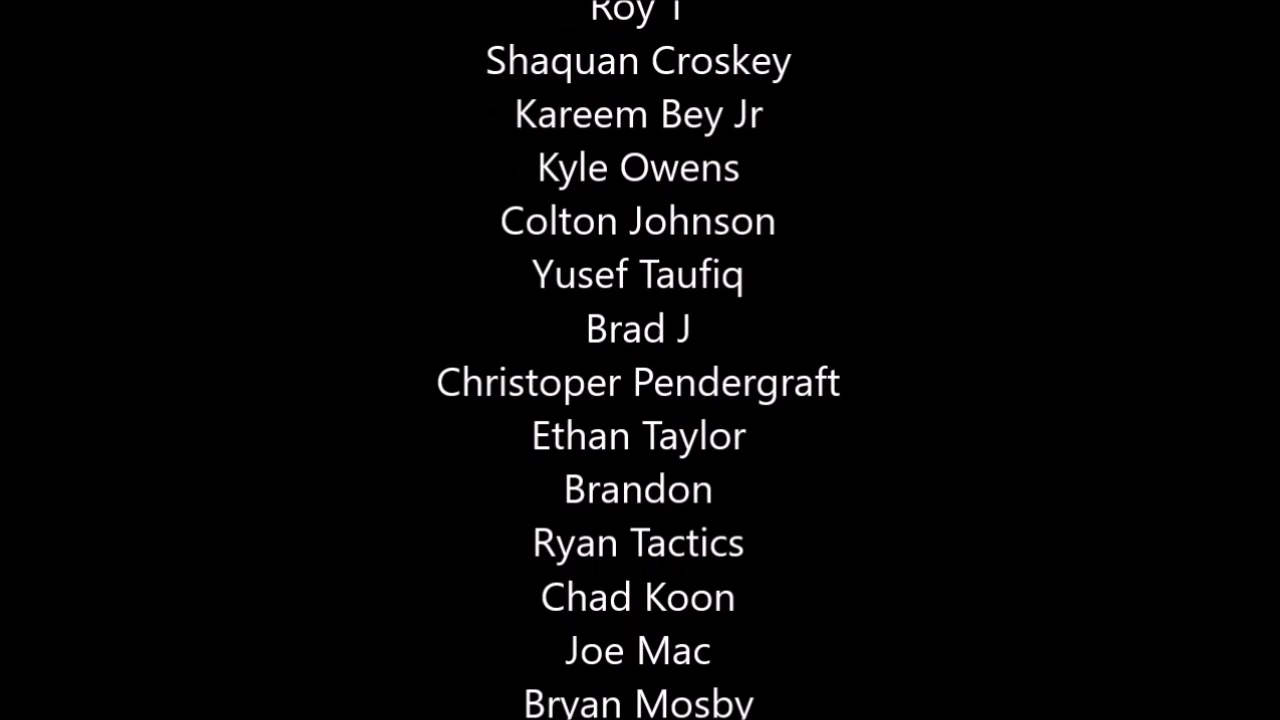 Roy T
Shaquan Croskey
Kareem Bey Jr
Kyle Owens
Colton Johnson
Yusef Taufiq
Brad J
Christoper Pendergraft
Ethan Taylor
Brandon
Ryan Tactics
Chad Koon
Joe Mac
Bryan Mosby